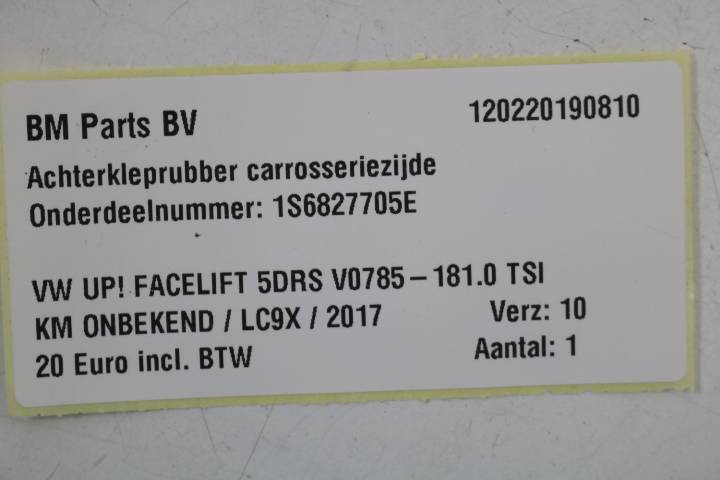 BM Parts BV 120220190810
Achterkleprubber carrosseriezijde
Onderdeelnummer: 1S6827705E
VW UP! FACELIFT 5DRS V0785 – 181.0 TSI
KM ONBEKEND / LC9X / 2017 Verz: 10
20 Euro incl. BTW Aantal: 1